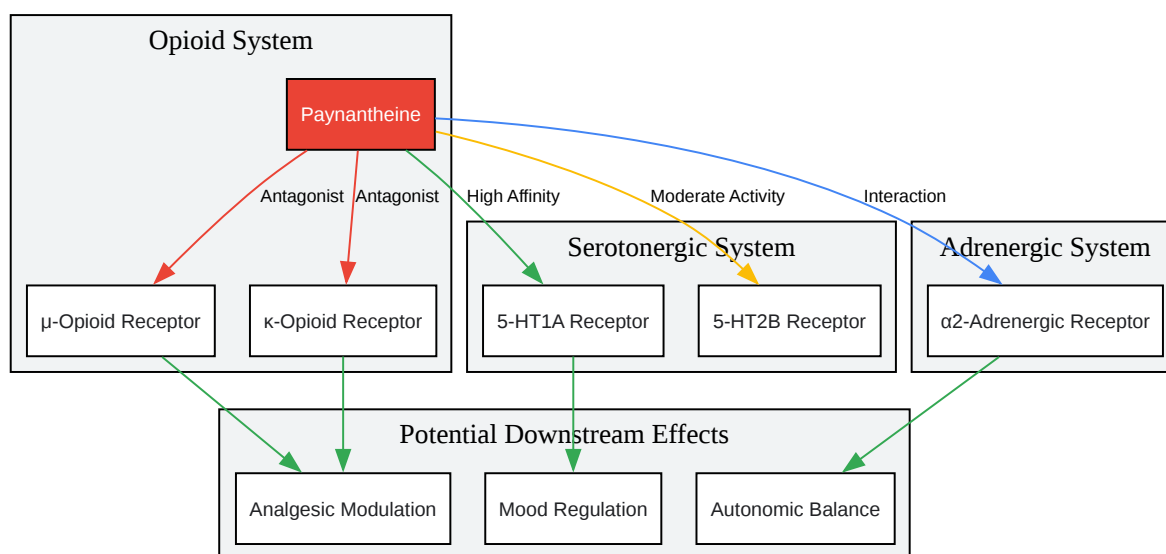 Opioid System
Paynantheine
Antagonist
Antagonist
High Affinity
Moderate Activity
Interaction
Serotonergic System
Adrenergic System
μ-Opioid Receptor
κ-Opioid Receptor
5-HT1A Receptor
5-HT2B Receptor
α2-Adrenergic Receptor
Potential Downstream Effects
Analgesic Modulation
Mood Regulation
Autonomic Balance